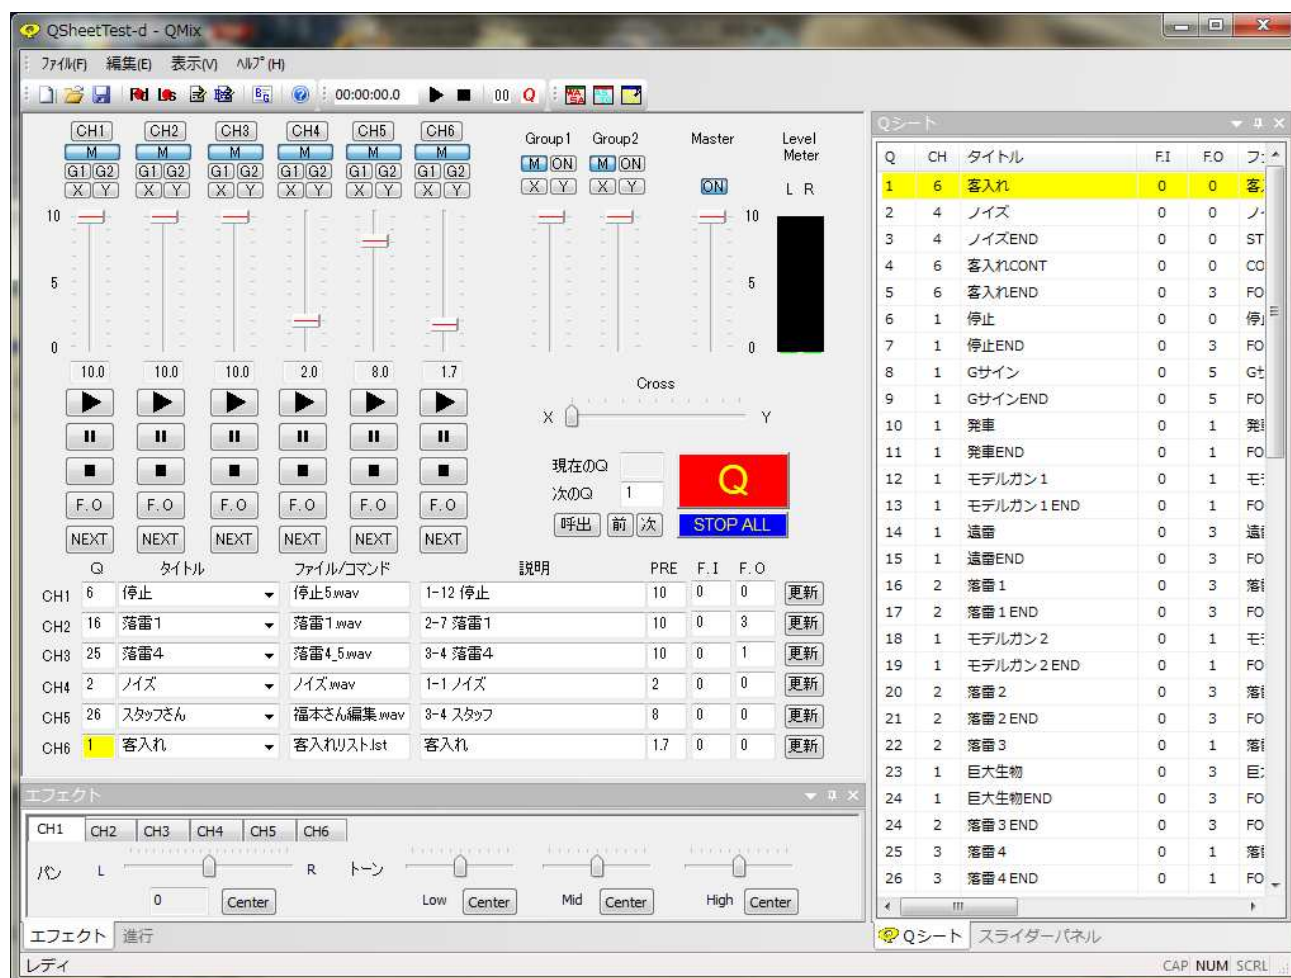 QSheetTest-d - QMix
ファイル(F) 編集(E) 表示(V) ヘルプ(H)
00:00:00.0 00 Q
CH1 CH2 CH3 CH4 CH5 CH6 Group1 Group2 Master Level Meter
M M M M M M M ON M ON
G1 G2 G1 G2 G1 G2 G1 G2 G1 G2 G1 G2
X Y X Y X Y X Y X Y X Y X Y X Y ON L R
10 10
5 5
0 0
10.0 10.0 10.0 2.0 8.0 1.7
Cross
X Y
現在のQ
次のQ 1
Q
呼出 前 次 STOP ALL
F.O F.O F.O F.O F.O F.O
NEXT NEXT NEXT NEXT NEXT NEXT
Q タイトル ファイル/コマンド 説明 PRE F.I F.O
CH1 6 停止 停止5.wav 1-12 停止 10 0 0 更新
CH2 16 落雷1 落雷1.wav 2-7 落雷1 10 0 3 更新
CH3 25 落雷4 落雷4_5.wav 3-4 落雷4 10 0 1 更新
CH4 2 ノイズ ノイズ.wav 1-1 ノイズ 2 0 0 更新
CH5 26 スタッフさん 福本さん編集.wav 3-4 スタッフ 8 0 0 更新
CH6 1 客入れ 客入れリスト.lst 客入れ 1.7 0 0 更新
エフェクト
CH1 CH2 CH3 CH4 CH5 CH6
パン L R トーン
0 Center Low Center Mid Center High Center
エフェクト 進行
レディ
Qシート
Q CH タイトル F.I F.O
1 6 客入れ 0 0
2 4 ノイズ 0 0
3 4 ノイズEND 0 0 ST
4 6 客入れCONT 0 0 CO
5 6 客入れEND 0 3 FO
6 1 停止 0 0
7 1 停止END 0 3 FO
8 1 Gサイン 0 5
9 1 GサインEND 0 5 FO
10 1 発車 0 1
11 1 発車END 0 1 FO
12 1 モデルガン1 0 1
13 1 モデルガン1END 0 1 FO
14 1 遠雷 0 3
15 1 遠雷END 0 3 FO
16 2 落雷1 0 3
17 2 落雷1END 0 3 FO
18 1 モデルガン2 0 1
19 1 モデルガン2END 0 1 FO
20 2 落雷2 0 3
21 2 落雷2END 0 3 FO
22 2 落雷3 0 1
23 1 巨大生物 0 3
24 1 巨大生物END 0 3 FO
24 2 落雷3END 0 3 FO
25 3 落雷4 0 1
26 3 落雷4END 0 1 FO
Qシート スライダーパネル
CAP NUM SCRL